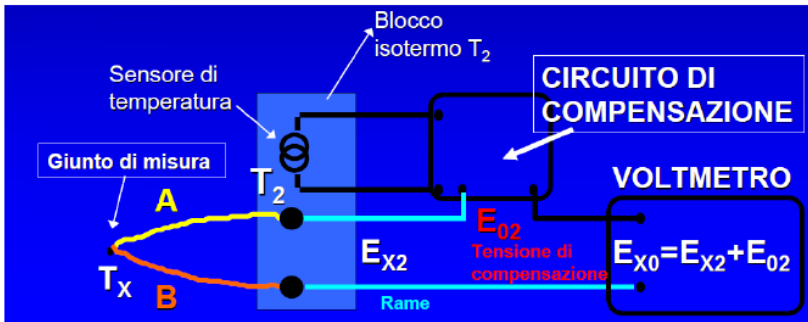 Blocco
isotermo T₂
Sensore di
temperatura
CIRCUITO DI
COMPENSAZIONE
Giunto di misura
T₂
VOLTMETRO
A
E₀₂
Eₓ₂
Tensione di
compensazione
Eₓ₀=Eₓ₂+E₀₂
Tₓ
B
Rame